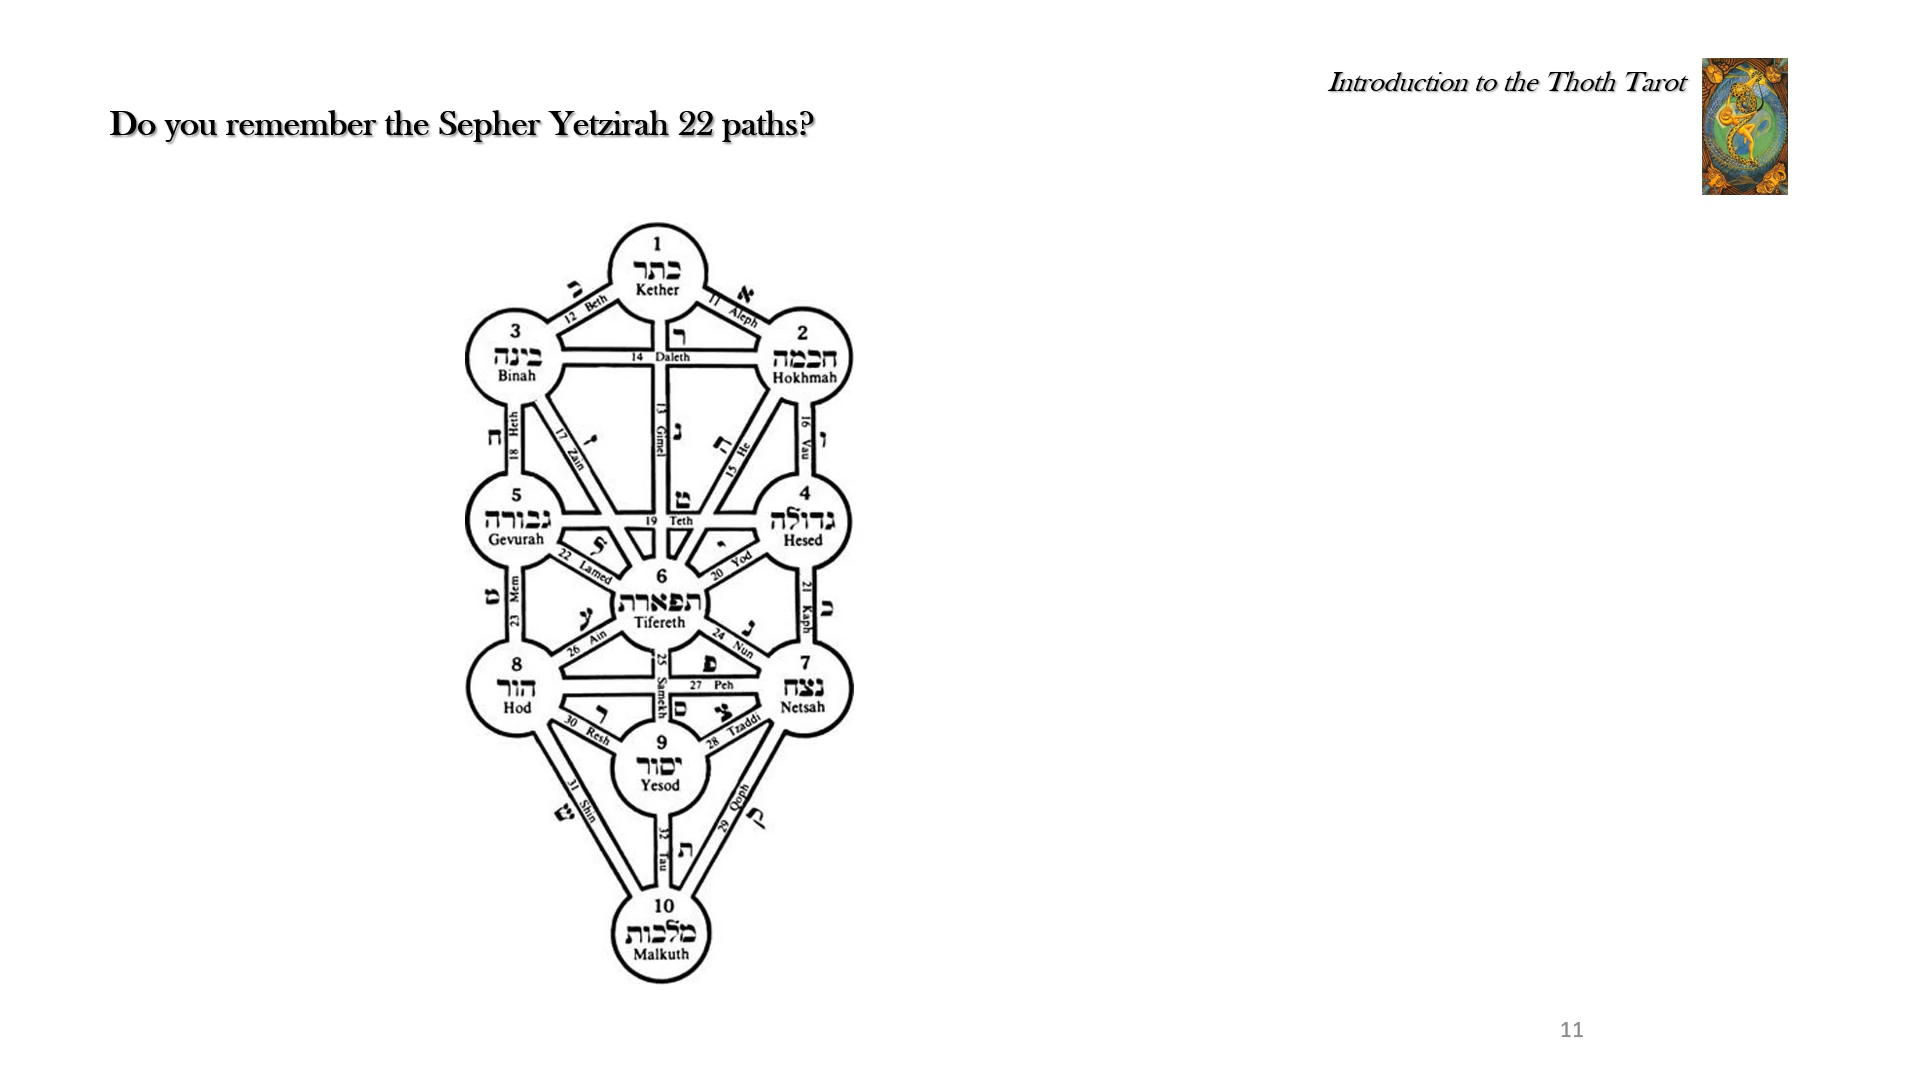 Introduction to the Thoth Tarot
Do you remember the Sepher Yetzirah 22 paths?
1
כתר
Kether
ב
12 Beth
א
11 Aleph
3
בינה
Binah
2
חכמה
Hokhmah
ר
14 Daleth
13 Gimel
ג
ח
18 Heth
17 Zain
ה
15 He
16 Vau
ו
5
גבורה
Gevurah
4
גדולה
Hesed
ט
19 Teth
ל
22 Lamed
י
20 Yod
6
תפארת
Tifereth
23 Mem
21 Kaph
כ
ע
26 Ain
נ
24 Nun
25 Samekh
ס
פ
27 Peh
8
הור
Hod
7
נצח
Netsah
ר
30 Resh
צ
28 Tzaddi
9
יסור
Yesod
ש
31 Shin
ק
29 Qoph
32 Tau
ת
10
מלכות
Malkuth
11